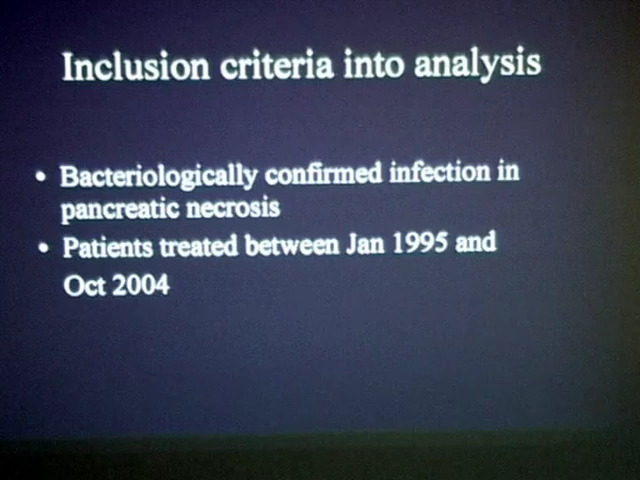 Inclusion criteria into analysis
• Bacteriologically confirmed infection in
pancreatic necrosis
• Patients treated between Jan 1995 and
Oct 2004